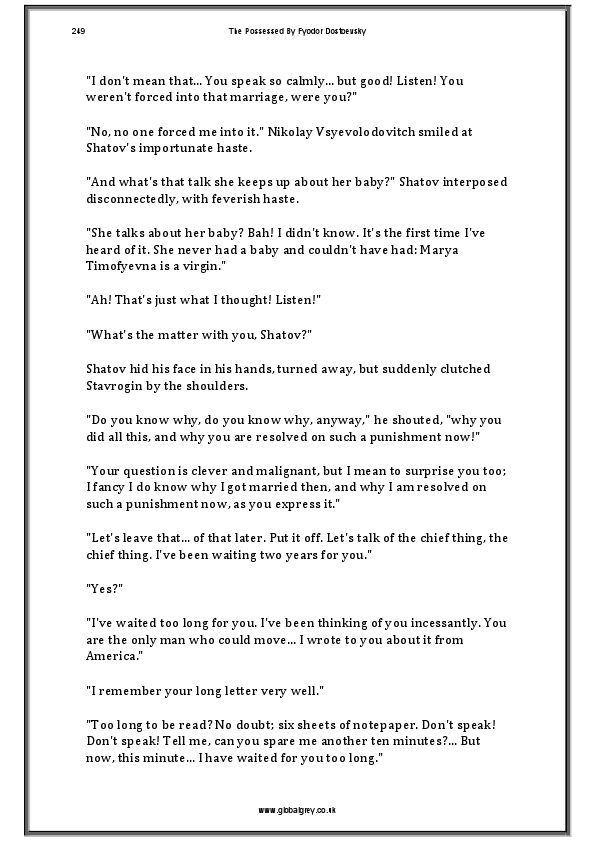 249 The Possessed By Fyodor Dostoevsky
"I don't mean that... You speak so calmly... but good! Listen! You
weren't forced into that marriage, were you?"
"No, no one forced me into it." Nikolay Vsyevolodovitch smiled at
Shatov's importunate haste.
"And what's that talk she keeps up about her baby?" Shatov interposed
disconnectedly, with feverish haste.
"She talks about her baby? Bah! I didn't know. It's the first time I've
heard of it. She never had a baby and couldn't have had: Marya
Timofyevna is a virgin."
"Ah! That's just what I thought! Listen!"
"What's the matter with you, Shatov?"
Shatov hid his face in his hands, turned away, but suddenly clutched
Stavrogin by the shoulders.
"Do you know why, do you know why, anyway," he shouted, "why you
did all this, and why you are resolved on such a punishment now!"
"Your question is clever and malignant, but I mean to surprise you too;
I fancy I do know why I got married then, and why I am resolved on
such a punishment now, as you express it."
"Let's leave that... of that later. Put it off. Let's talk of the chief thing, the
chief thing. I've been waiting two years for you."
"Yes?"
"I've waited too long for you. I've been thinking of you incessantly. You
are the only man who could move... I wrote to you about it from
America."
"I remember your long letter very well."
"Too long to be read? No doubt; six sheets of notepaper. Don't speak!
Don't speak! Tell me, can you spare me another ten minutes?... But
now, this minute... I have waited for you too long."
www.globalgrey.co.uk